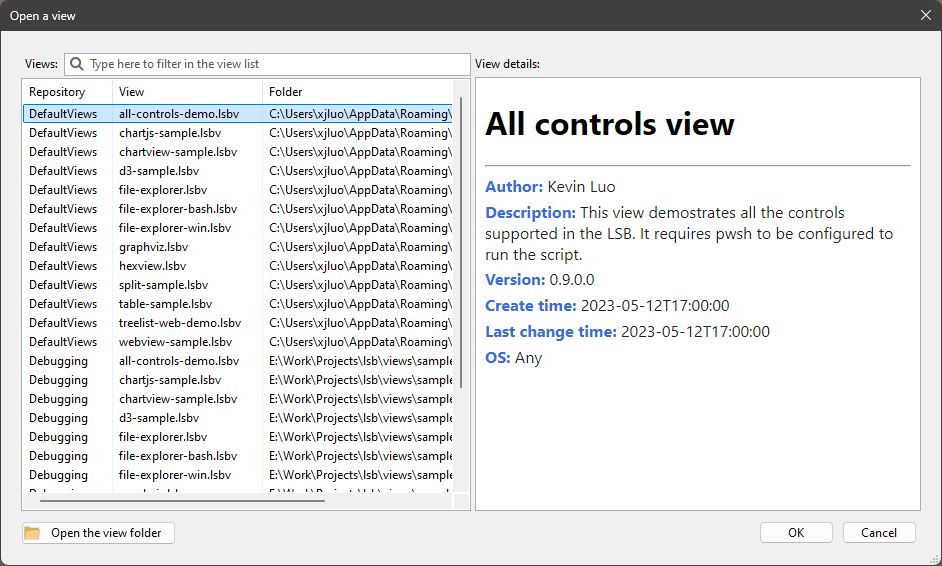 Open a view
Views: Type here to filter in the view list
View details:
Repository View Folder
DefaultViews all-controls-demo.lsbv C:\Users\xjluo\AppData\Roaming\
DefaultViews chartjs-sample.lsbv C:\Users\xjluo\AppData\Roaming\
DefaultViews chartview-sample.lsbv C:\Users\xjluo\AppData\Roaming\
DefaultViews d3-sample.lsbv C:\Users\xjluo\AppData\Roaming\
DefaultViews file-explorer.lsbv C:\Users\xjluo\AppData\Roaming\
DefaultViews file-explorer-bash.lsbv C:\Users\xjluo\AppData\Roaming\
DefaultViews file-explorer-win.lsbv C:\Users\xjluo\AppData\Roaming\
DefaultViews graphviz.lsbv C:\Users\xjluo\AppData\Roaming\
DefaultViews hexview.lsbv C:\Users\xjluo\AppData\Roaming\
DefaultViews split-sample.lsbv C:\Users\xjluo\AppData\Roaming\
DefaultViews table-sample.lsbv C:\Users\xjluo\AppData\Roaming\
DefaultViews treelist-web-demo.lsbv C:\Users\xjluo\AppData\Roaming\
DefaultViews webview-sample.lsbv C:\Users\xjluo\AppData\Roaming\
Debugging all-controls-demo.lsbv E:\Work\Projects\lsb\views\sample
Debugging chartjs-sample.lsbv E:\Work\Projects\lsb\views\sample
Debugging chartview-sample.lsbv E:\Work\Projects\lsb\views\sample
Debugging d3-sample.lsbv E:\Work\Projects\lsb\views\sample
Debugging file-explorer.lsbv E:\Work\Projects\lsb\views\sample
Debugging file-explorer-bash.lsbv E:\Work\Projects\lsb\views\sample
Debugging file-explorer-win.lsbv E:\Work\Projects\lsb\views\sample
All controls view
Author: Kevin Luo
Description: This view demostrates all the controls
supported in the LSB. It requires pwsh to be configured to
run the script.
Version: 0.9.0.0
Create time: 2023-05-12T17:00:00
Last change time: 2023-05-12T17:00:00
OS: Any
Open the view folder
OK
Cancel